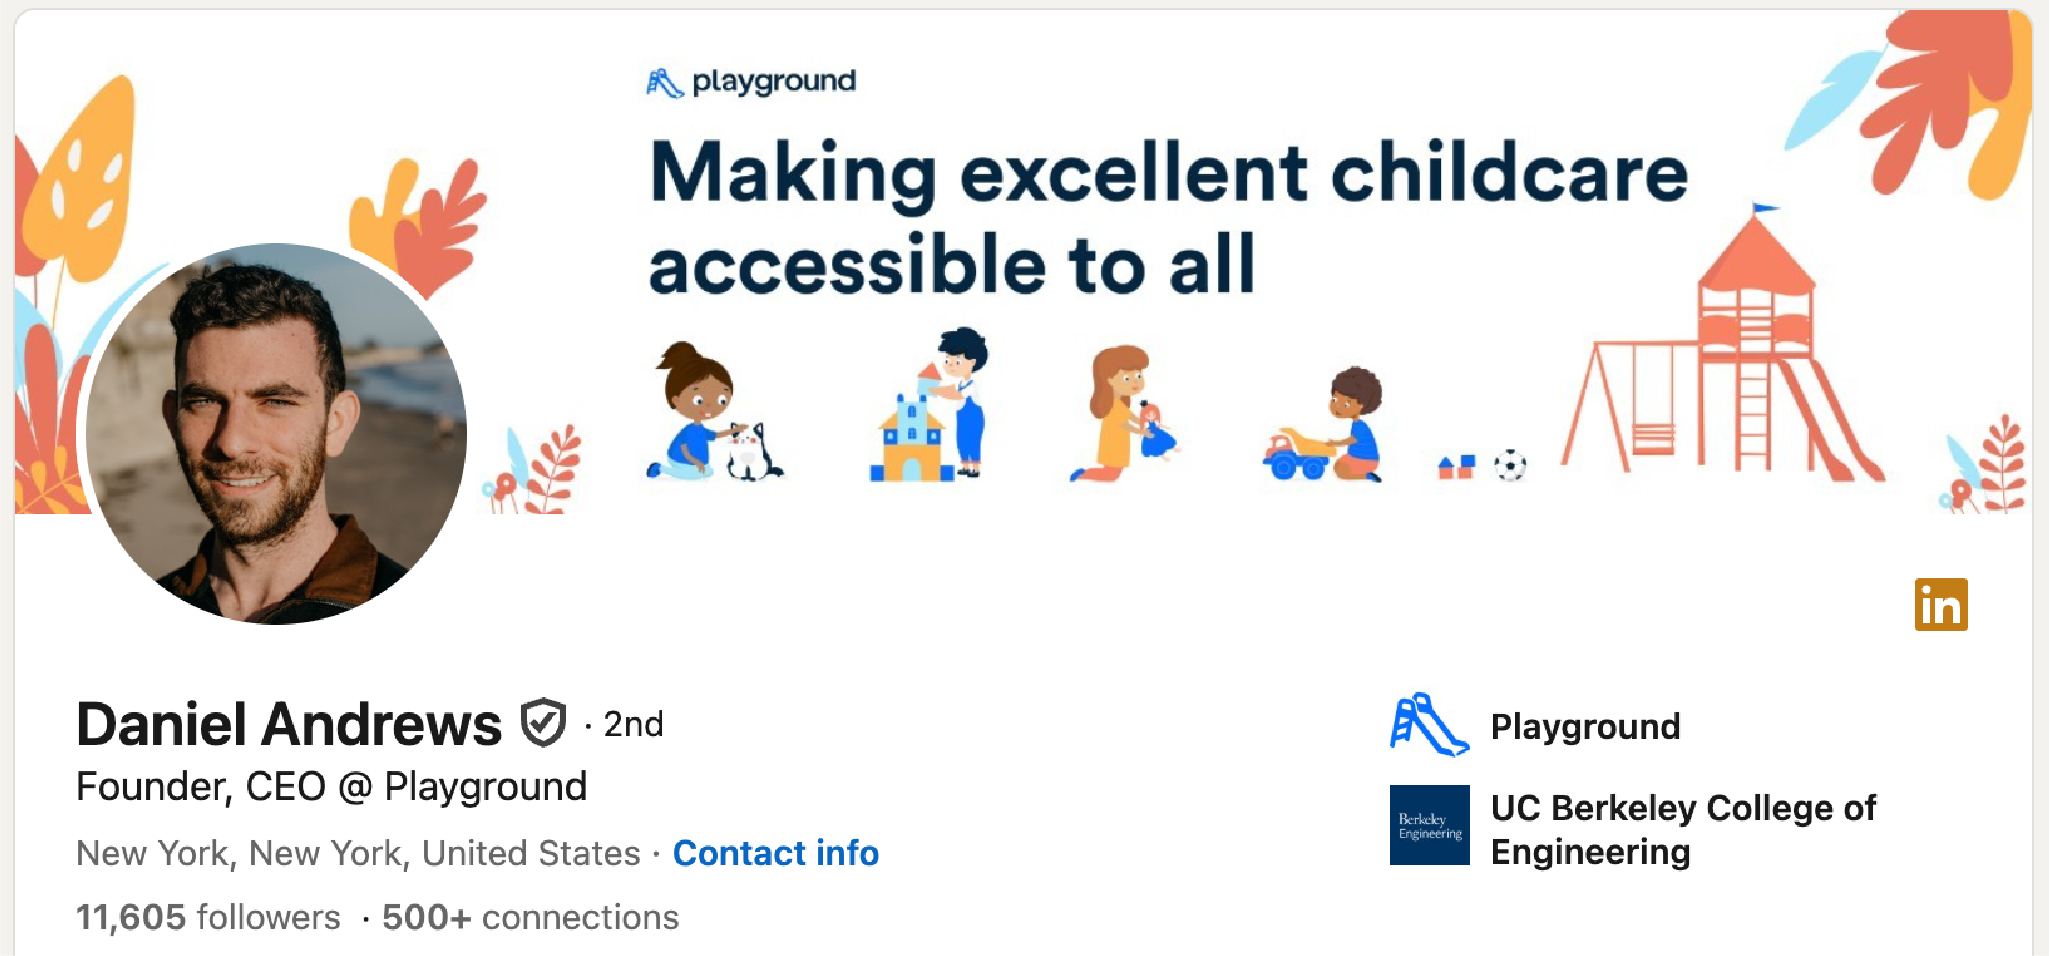 playground
Making excellent childcare
accessible to all
in
Daniel Andrews · 2nd
Founder, CEO @ Playground
New York, New York, United States · Contact info
11,605 followers · 500+ connections
Playground
Berkeley
Engineering
UC Berkeley College of
Engineering